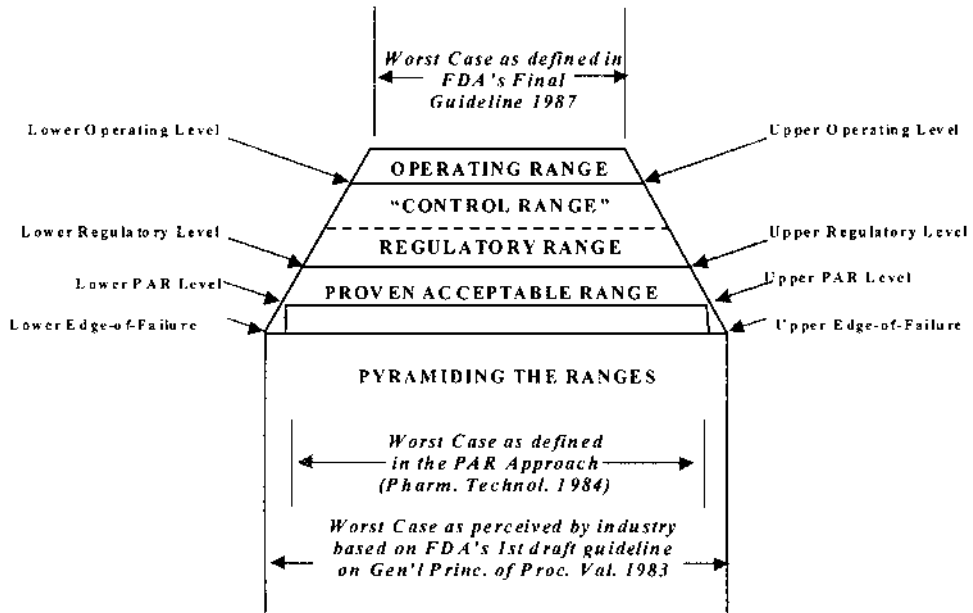 Worst Case as defined in
FDA's Final
Guideline 1987
Lower Operating Level
Upper Operating Level
OPERATING RANGE
"CONTROL RANGE"
Lower Regulatory Level
Upper Regulatory Level
REGULATORY RANGE
Lower PAR Level
Upper PAR Level
PROVEN ACCEPTABLE RANGE
Lower Edge-of-Failure
Upper Edge-of-Failure
PYRAMIDING THE RANGES
Worst Case as defined
in the PAR Approach
(Pharm. Technol. 1984)
Worst Case as perceived by industry
based on FDA's 1st draft guideline
on Gen'l Princ. of Proc. Val. 1983